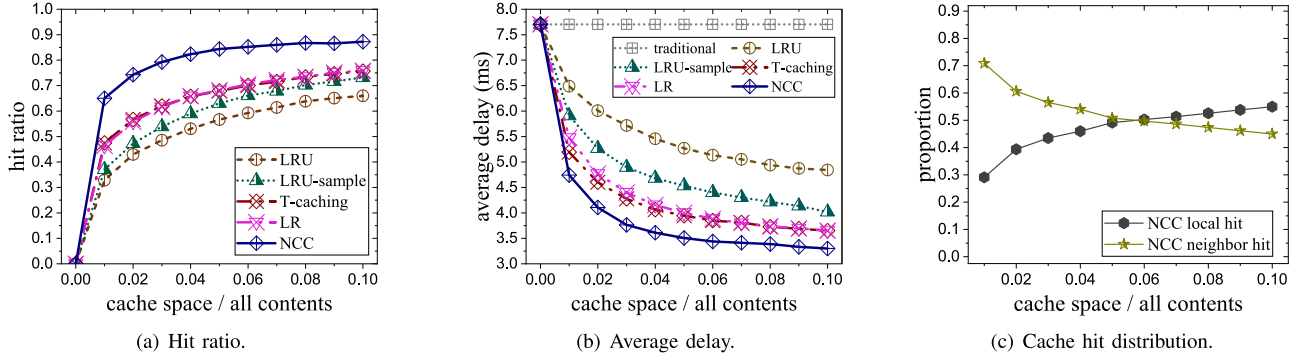 1.0
0.9
0.8
0.7
0.6
0.5
0.4
0.3
0.2
0.1
0.0
hit ratio
LRU
LRU-sample
T-caching
LR
NCC
0.00 0.02 0.04 0.06 0.08 0.10
cache space / all contents
(a) Hit ratio.
8.0
7.5
7.0
6.5
6.0
5.5
5.0
4.5
4.0
3.5
3.0
average delay (ms)
traditional LRU
LRU-sample T-caching
LR NCC
0.00 0.02 0.04 0.06 0.08 0.10
cache space / all contents
(b) Average delay.
0.9
0.8
0.7
0.6
0.5
0.4
0.3
0.2
0.1
0.0
proportion
NCC local hit
NCC neighbor hit
0.02 0.04 0.06 0.08 0.10
cache space / all contents
(c) Cache hit distribution.